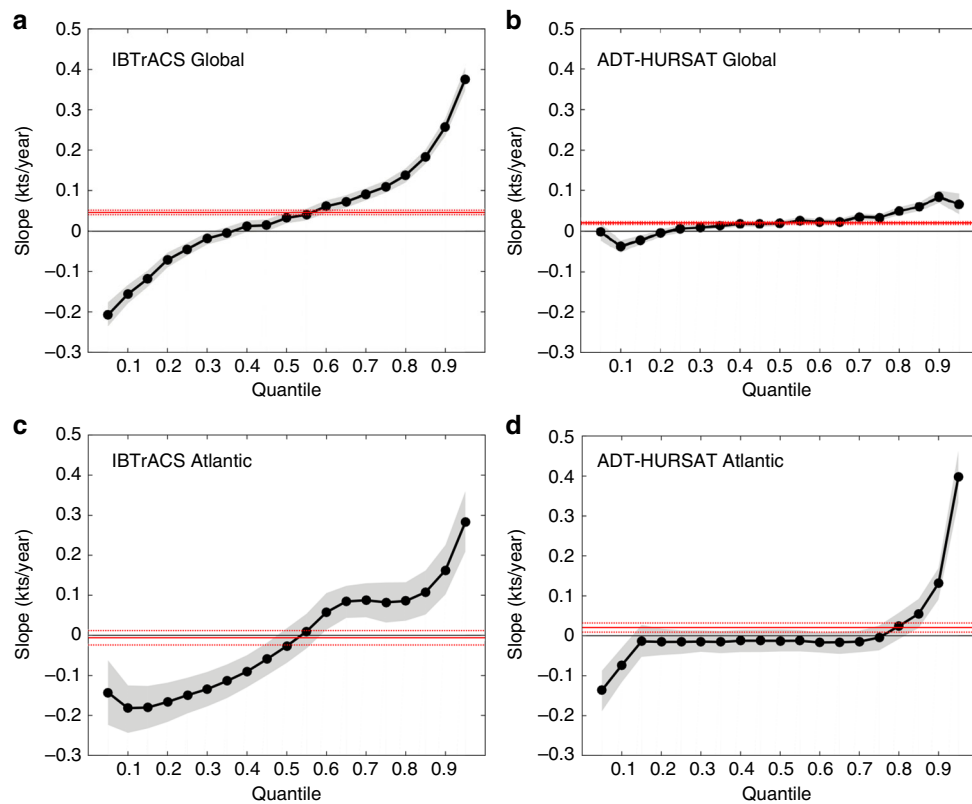 a
IBTrACS Global
0.5
0.4
0.3
0.2
0.1
0
−0.1
−0.2
−0.3
Slope (kts/year)
0.1 0.2 0.3 0.4 0.5 0.6 0.7 0.8 0.9
Quantile
b
ADT-HURSAT Global
0.5
0.4
0.3
0.2
0.1
0
−0.1
−0.2
−0.3
Slope (kts/year)
0.1 0.2 0.3 0.4 0.5 0.6 0.7 0.8 0.9
Quantile
c
IBTrACS Atlantic
0.5
0.4
0.3
0.2
0.1
0
−0.1
−0.2
−0.3
Slope (kts/year)
0.1 0.2 0.3 0.4 0.5 0.6 0.7 0.8 0.9
Quantile
d
ADT-HURSAT Atlantic
0.5
0.4
0.3
0.2
0.1
0
−0.1
−0.2
−0.3
Slope (kts/year)
0.1 0.2 0.3 0.4 0.5 0.6 0.7 0.8 0.9
Quantile